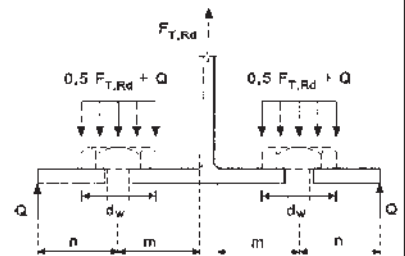 F_T,Rd
0,5 F_T,Rd + Q 0,5 F_T,Rd + Q
Q d_w d_w Q
n m m n